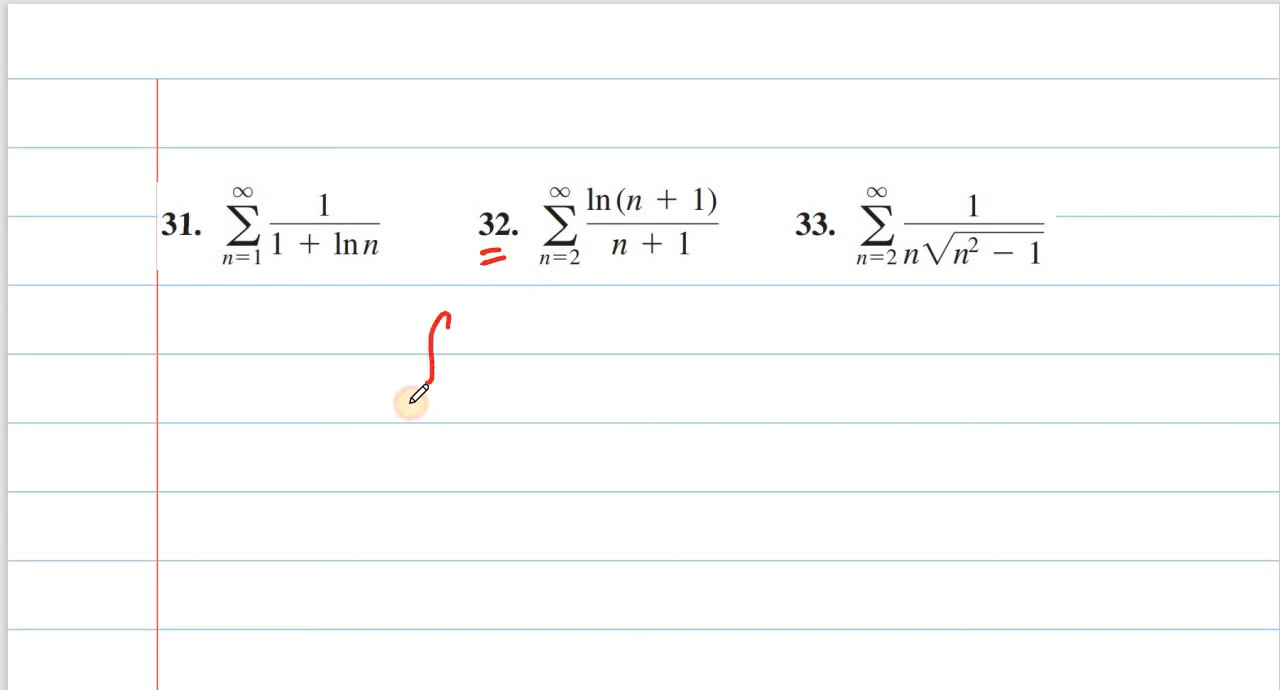 31. ∑_{n=1}^{∞} 1/(1 + ln n) 32. ∑_{n=2}^{∞} ln(n + 1)/(n + 1) 33. ∑_{n=2}^{∞} 1/(n√(n² − 1))
∫